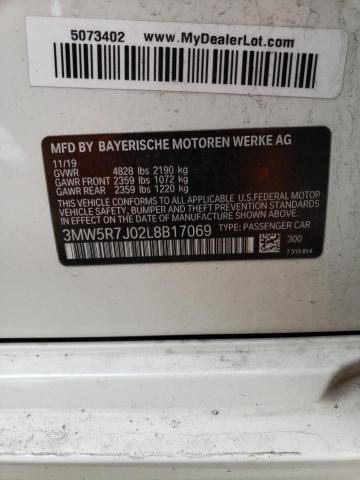 5073402 www.MyDealerLot.com
MFD BY BAYERISCHE MOTOREN WERKE AG
11/19
GVWR 4828 lbs 2190 kg
GAWR FRONT 2359 lbs 1072 kg
GAWR REAR 2359 lbs 1220 kg
THIS VEHICLE CONFORMS TO ALL APPLICABLE U.S. FEDERAL MOTOR
VEHICLE SAFETY, BUMPER, AND THEFT PREVENTION STANDARDS
IN EFFECT ON THE DATE OF MANUFACTURE SHOWN ABOVE.
3MW5R7J02L8B17069 TYPE: PASSENGER CAR
300
7 315 814